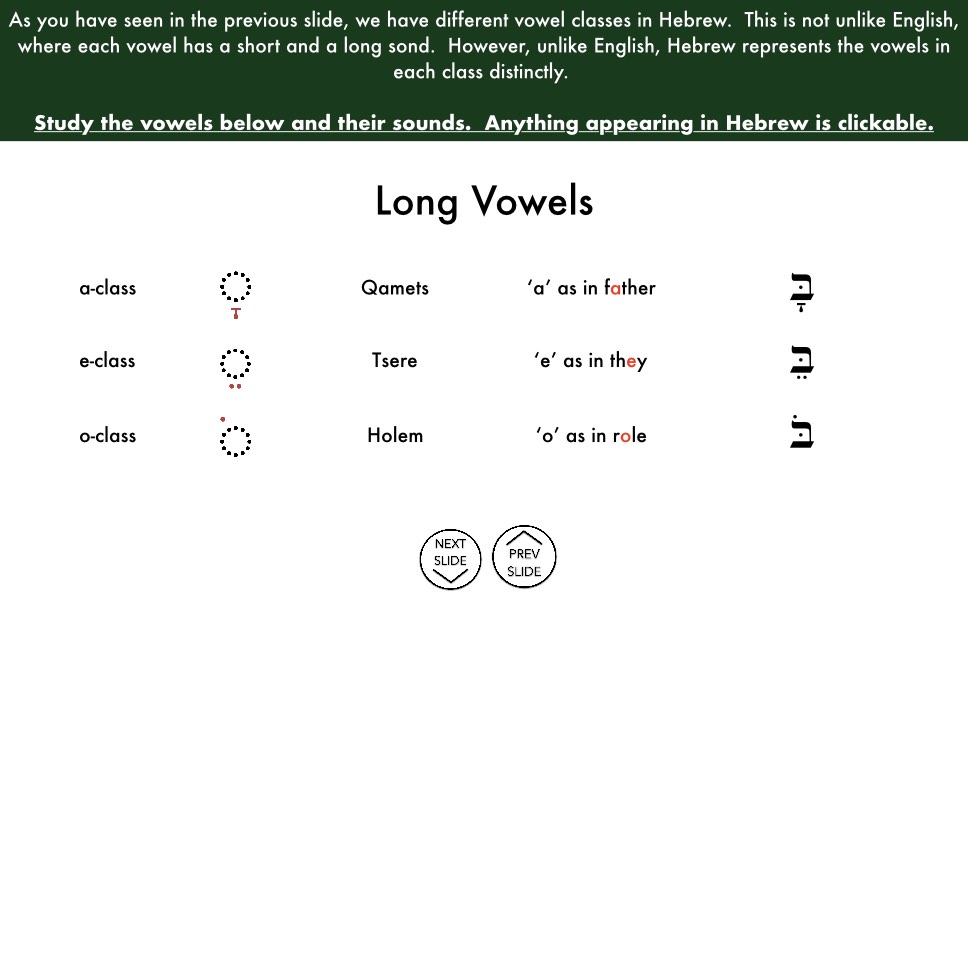 As you have seen in the previous slide, we have different vowel classes in Hebrew.  This is not unlike English,
where each vowel has a short and a long sond.  However, unlike English, Hebrew represents the vowels in
each class distinctly.
Study the vowels below and their sounds.  Anything appearing in Hebrew is clickable.
Long Vowels
a-class ◌ָ Qamets ‘a’ as in father בָּ
e-class ◌ֵ Tsere ‘e’ as in they בֵּ
o-class ◌ֹ Holem ‘o’ as in role בֹּ
NEXT
SLIDE
PREV
SLIDE